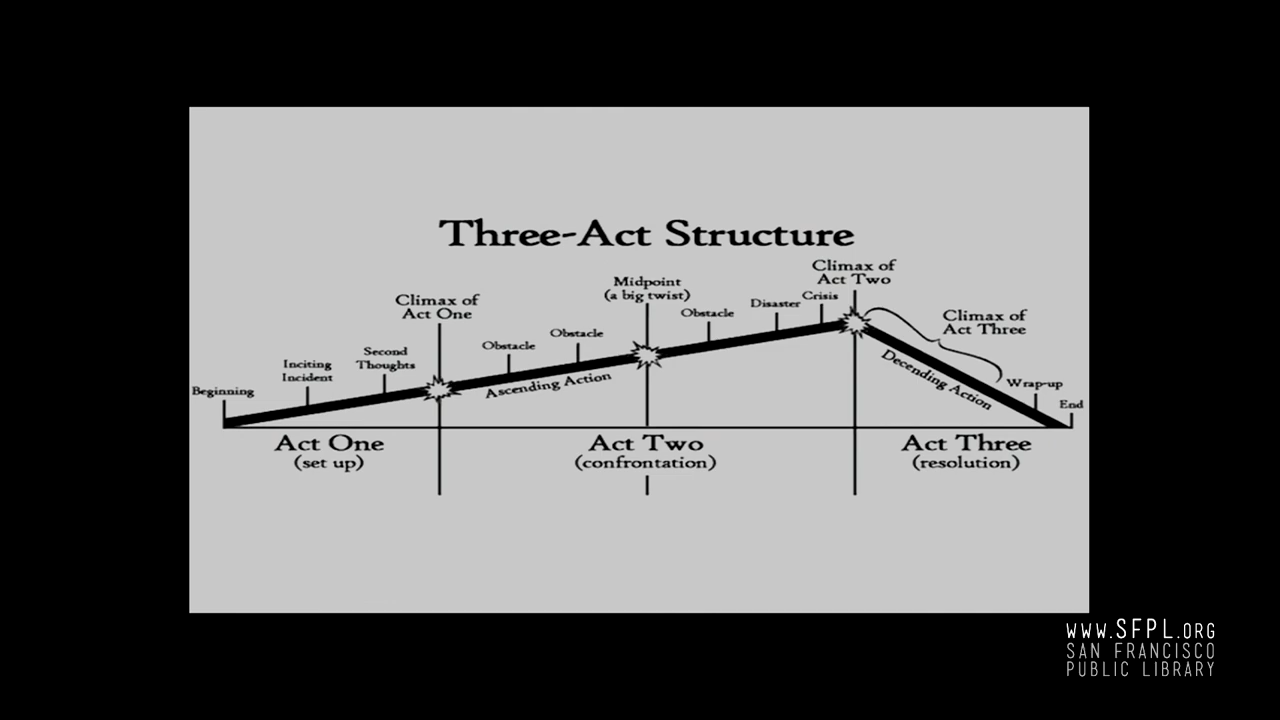 Three-Act Structure
Climax of
Act Two
Midpoint
(a big twist)
Crisis
Disaster
Climax of
Act One
Obstacle
Climax of
Act Three
Obstacle
Obstacle
Second
Thoughts
Inciting
Incident
Beginning
Ascending Action
Decending Action
Wrap-up
End
Act One
(set up)
Act Two
(confrontation)
Act Three
(resolution)
WWW.SFPL.ORG
SAN FRANCISCO
PUBLIC LIBRARY